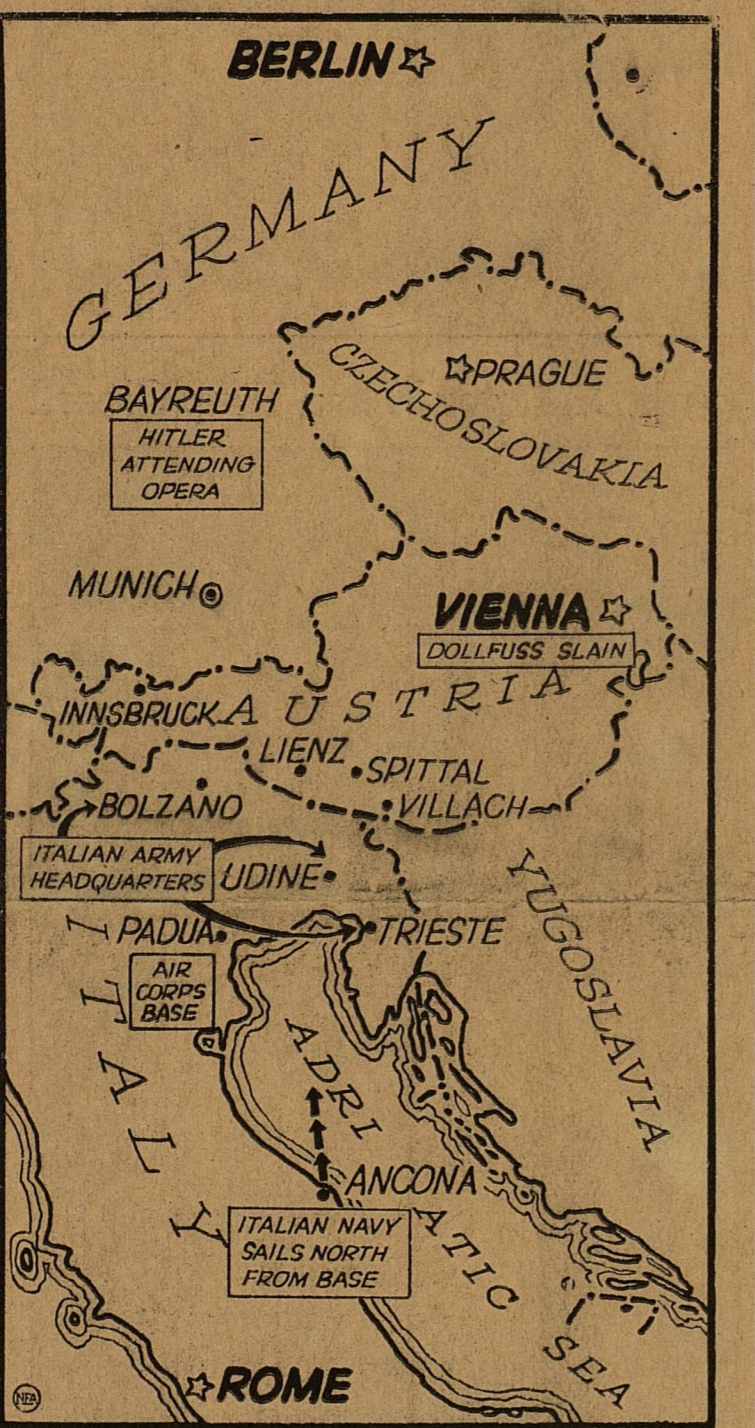 BERLIN
GERMANY
CZECHOSLOVAKIA
PRAGUE
BAYREUTH
HITLER
ATTENDING
OPERA
MUNICH
VIENNA
DOLLFUSS SLAIN
AUSTRIA
INNSBRUCK
LIENZ
SPITTAL
BOLZANO
VILLACH
ITALIAN ARMY
HEADQUARTERS
UDINE
YUGOSLAVIA
ITALY
PADUA
TRIESTE
AIR
CORPS
BASE
ADRIATIC SEA
ANCONA
ITALIAN NAVY
SAILS NORTH
FROM BASE
ROME
NEA